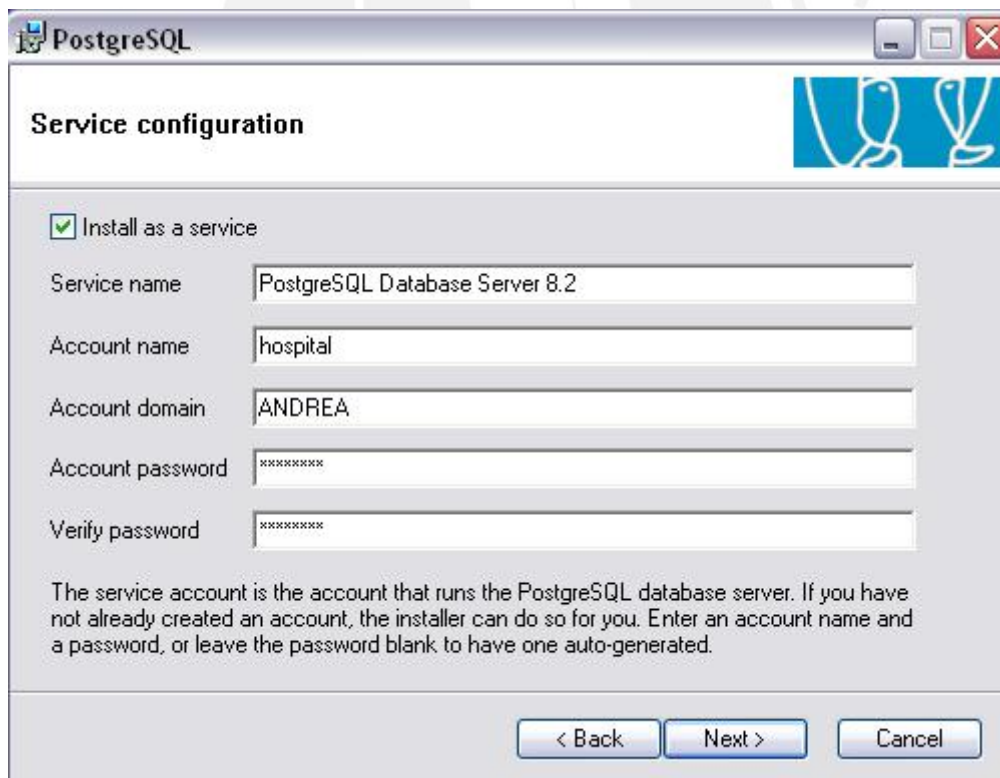 PostgreSQL
Service configuration
Install as a service
Service name PostgreSQL Database Server 8.2
Account name hospital
Account domain ANDREA
Account password ********
Verify password ********
The service account is the account that runs the PostgreSQL database server. If you have
not already created an account, the installer can do so for you. Enter an account name and
a password, or leave the password blank to have one auto-generated.
< Back Next > Cancel